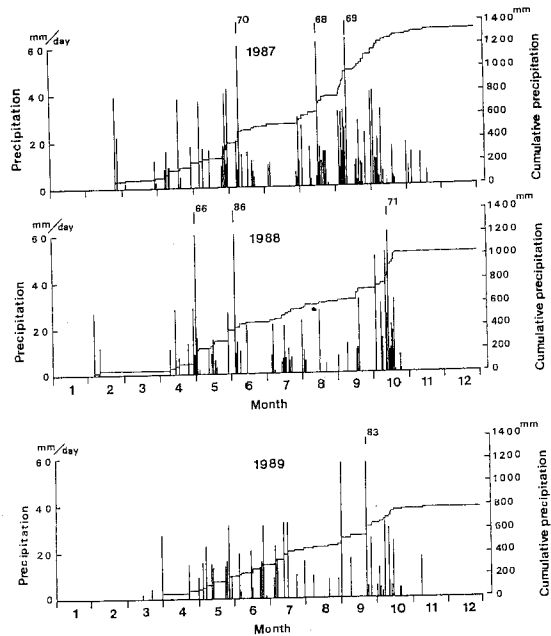 mm/day
60
40
20
0
Precipitation
70
68
69
1987
1400 mm
1200
1000
800
600
400
200
0
Cumulative precipitation
mm/day
60
40
20
0
Precipitation
66
86
71
1988
1400 mm
1200
1000
800
600
400
200
0
Cumulative precipitation
1 2 3 4 5 6 7 8 9 10 11 12
Month
mm/day
60
40
20
0
Precipitation
83
1989
1400 mm
1200
1000
800
600
400
200
0
Cumulative precipitation
1 2 3 4 5 6 7 8 9 10 11 12
Month